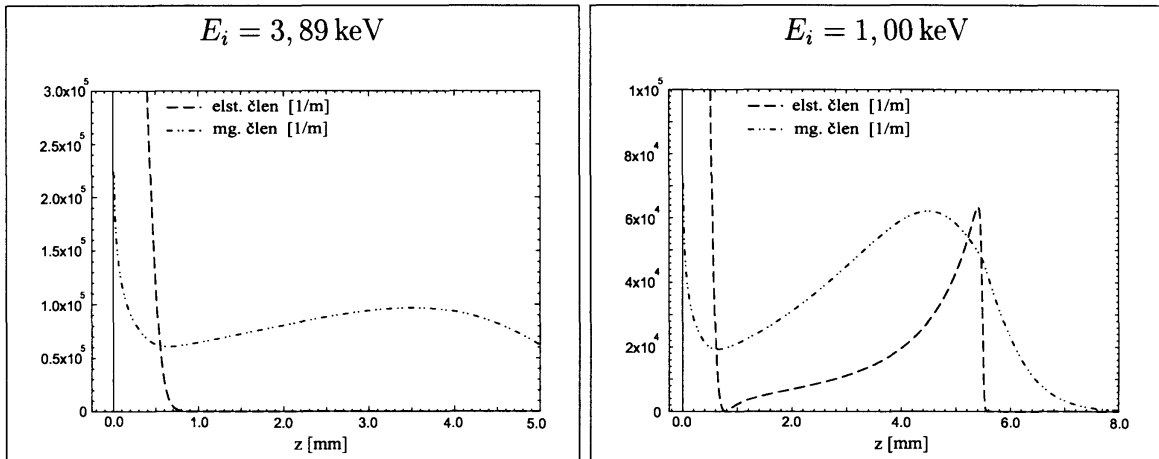 E_i = 3,89 keV
3.0x10^5
2.5x10^5
2.0x10^5
1.5x10^5
1.0x10^5
0.5x10^5
0
elst. člen [1/m]
mg. člen [1/m]
0.0 1.0 2.0 3.0 4.0 5.0
z [mm]
E_i = 1,00 keV
1x10^5
8x10^4
6x10^4
4x10^4
2x10^4
0
elst. člen [1/m]
mg. člen [1/m]
0.0 2.0 4.0 6.0 8.0
z [mm]